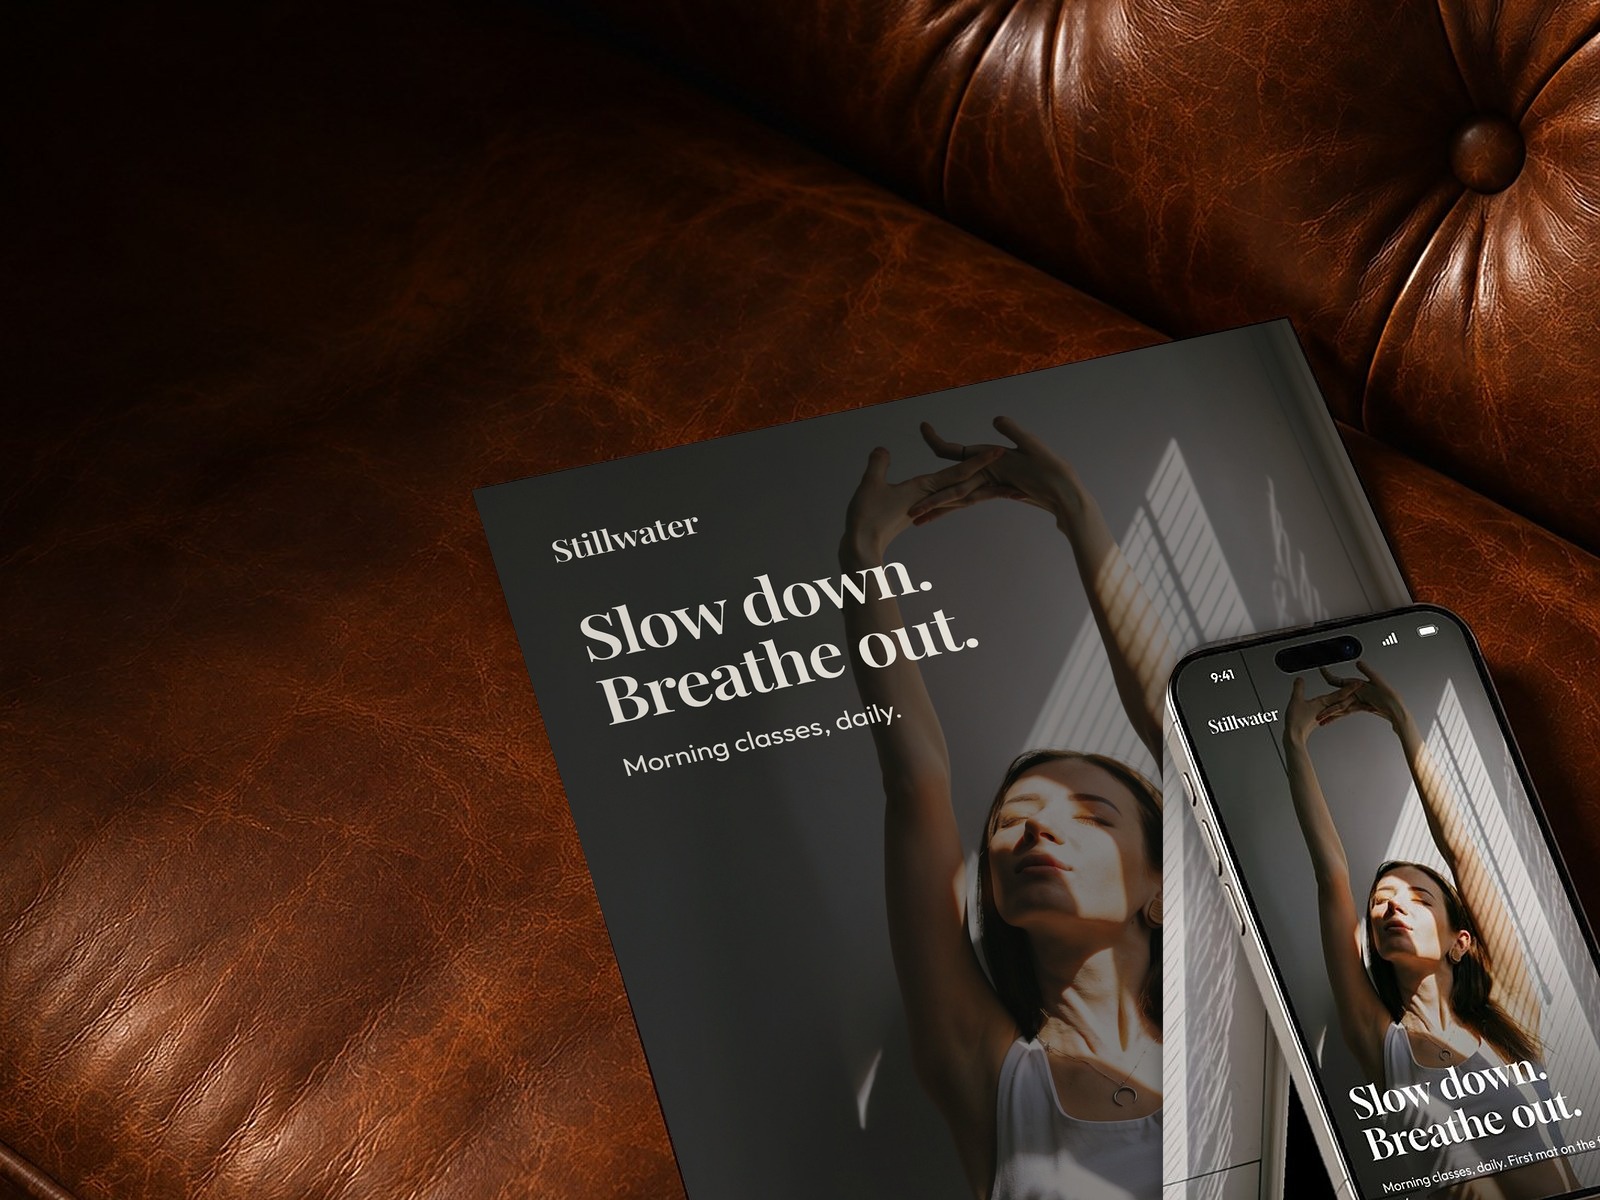 Stillwater
Slow down.
Breathe out.
Morning classes, daily.
9:41
Stillwater
Slow down.
Breathe out.
Morning classes, daily. First mat on the